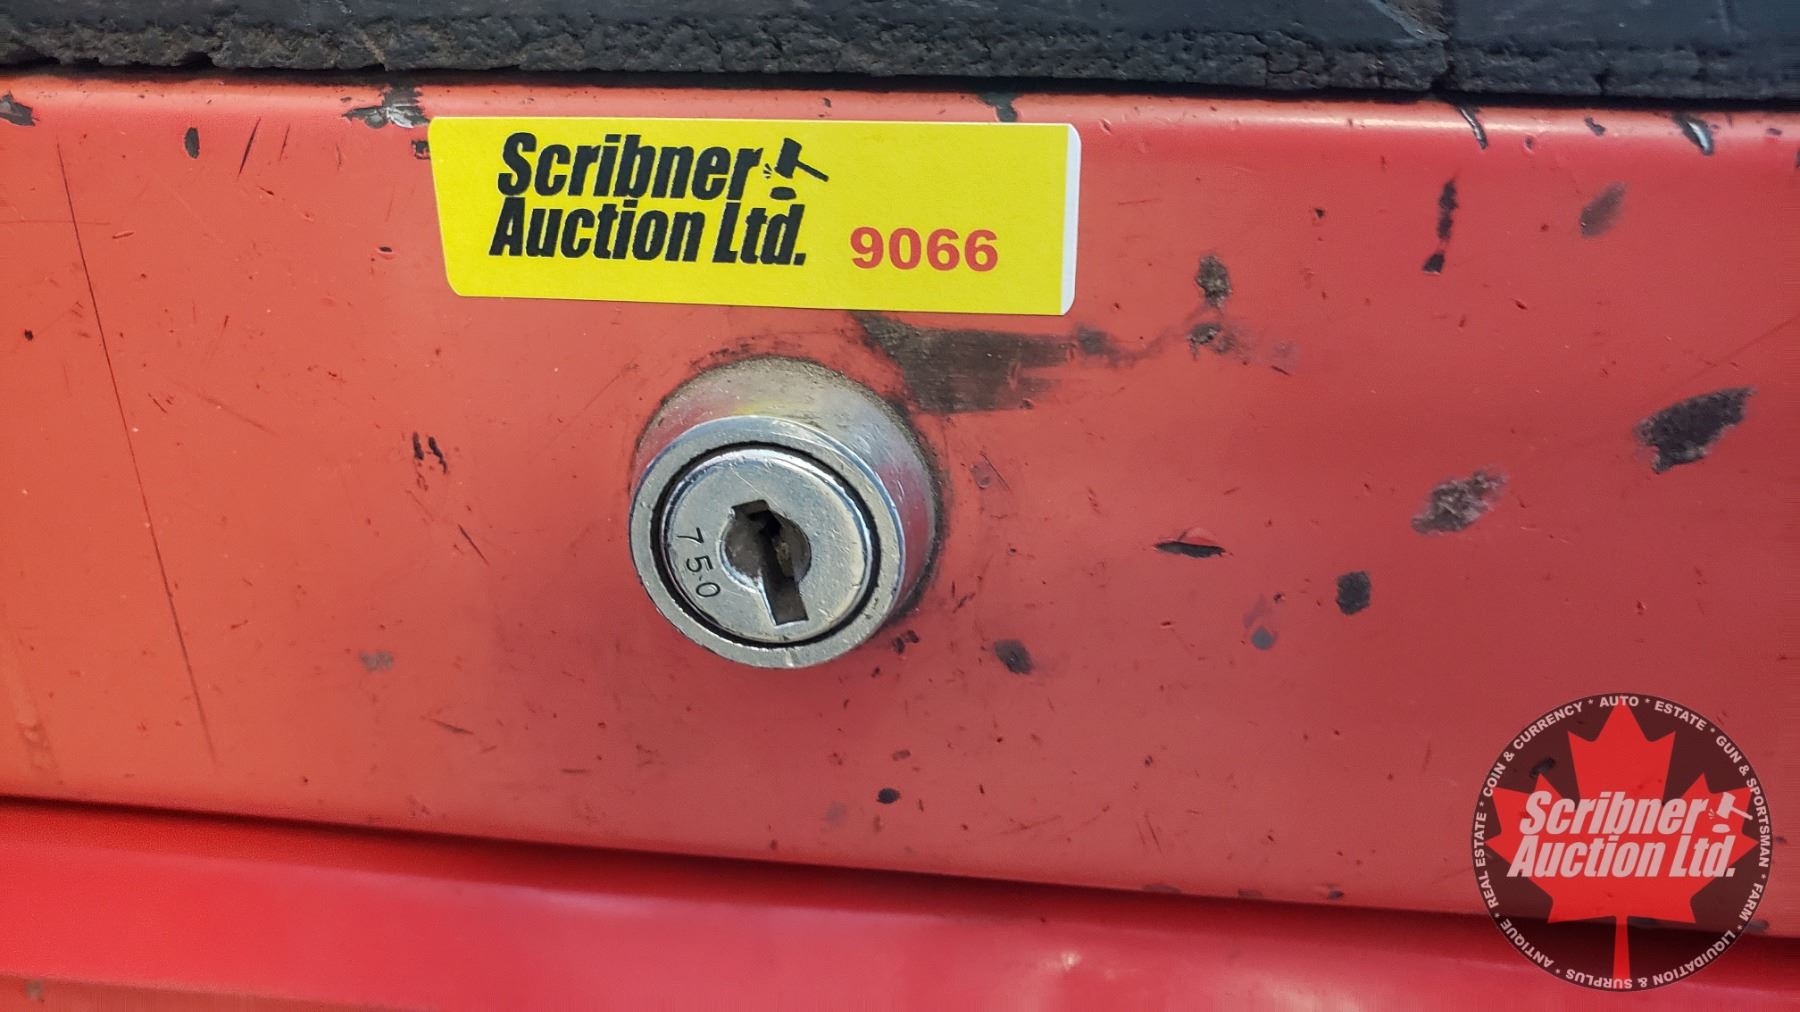 Scribner
Auction Ltd.
9066
750
COIN & CURRENCY * AUTO * ESTATE * GUN & SPORTSMAN * FARM * LIQUIDATION & SURPLUS * ANTIQUE * REAL ESTATE *
Scribner
Auction Ltd.